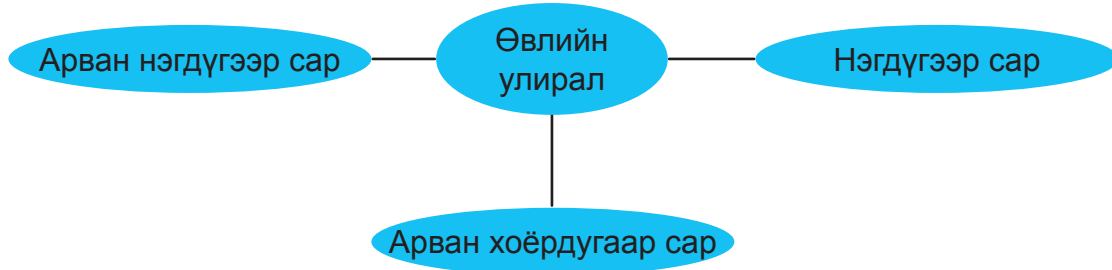 Арван нэгдүгээр сар
Өвлийн
улирал
Нэгдүгээр сар
Арван хоёрдугаар сар